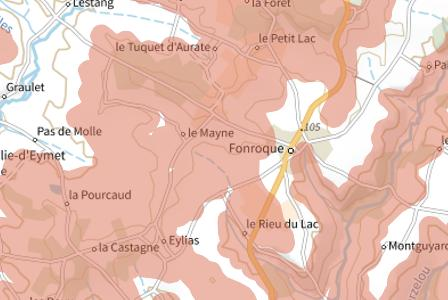 Lestang
la Forêt
le Tuquet d'Aurate
le Petit Lac
Graulet
Pas de Molle
le Mayne
105
Fonroque
lie-d'Eymet
e
la Pourcaud
le Rieu du Lac
Eylias
la Castagne
Montguyard